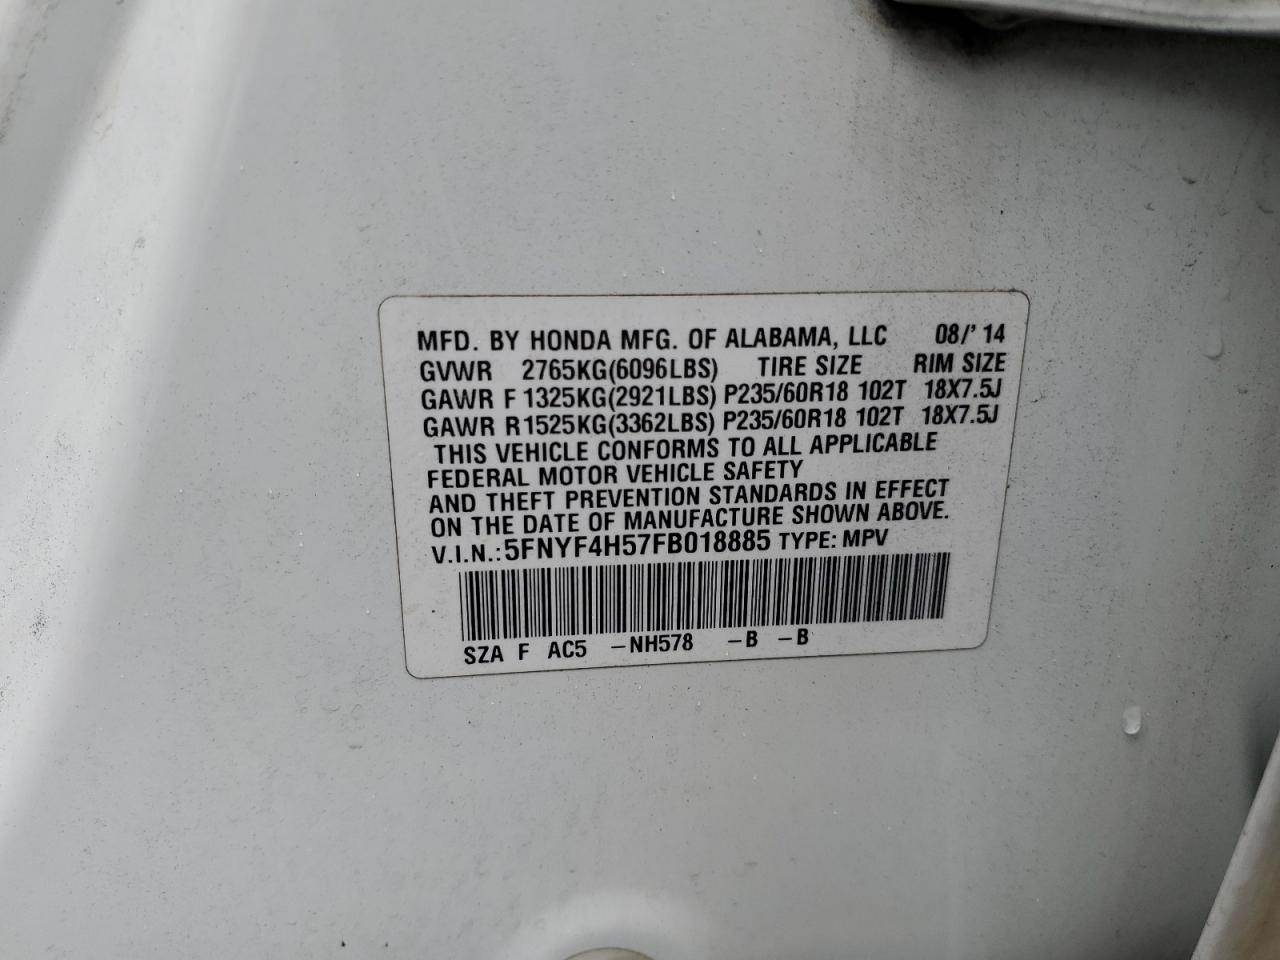 MFD. BY HONDA MFG. OF ALABAMA, LLC 08/'14
GVWR 2765KG(6096LBS) TIRE SIZE RIM SIZE
GAWR F 1325KG(2921LBS) P235/60R18 102T 18X7.5J
GAWR R1525KG(3362LBS) P235/60R18 102T 18X7.5J
THIS VEHICLE CONFORMS TO ALL APPLICABLE
FEDERAL MOTOR VEHICLE SAFETY
AND THEFT PREVENTION STANDARDS IN EFFECT
ON THE DATE OF MANUFACTURE SHOWN ABOVE.
V.I.N.:5FNYF4H57FB018885 TYPE: MPV
SZA F AC5 -NH578 -B -B